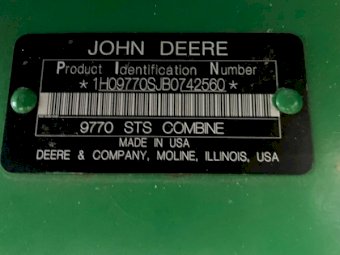 JOHN DEERE
Product Identification Number
*1H09770SJB0742560*
9770 STS COMBINE
MADE IN USA
DEERE & COMPANY, MOLINE, ILLINOIS, USA